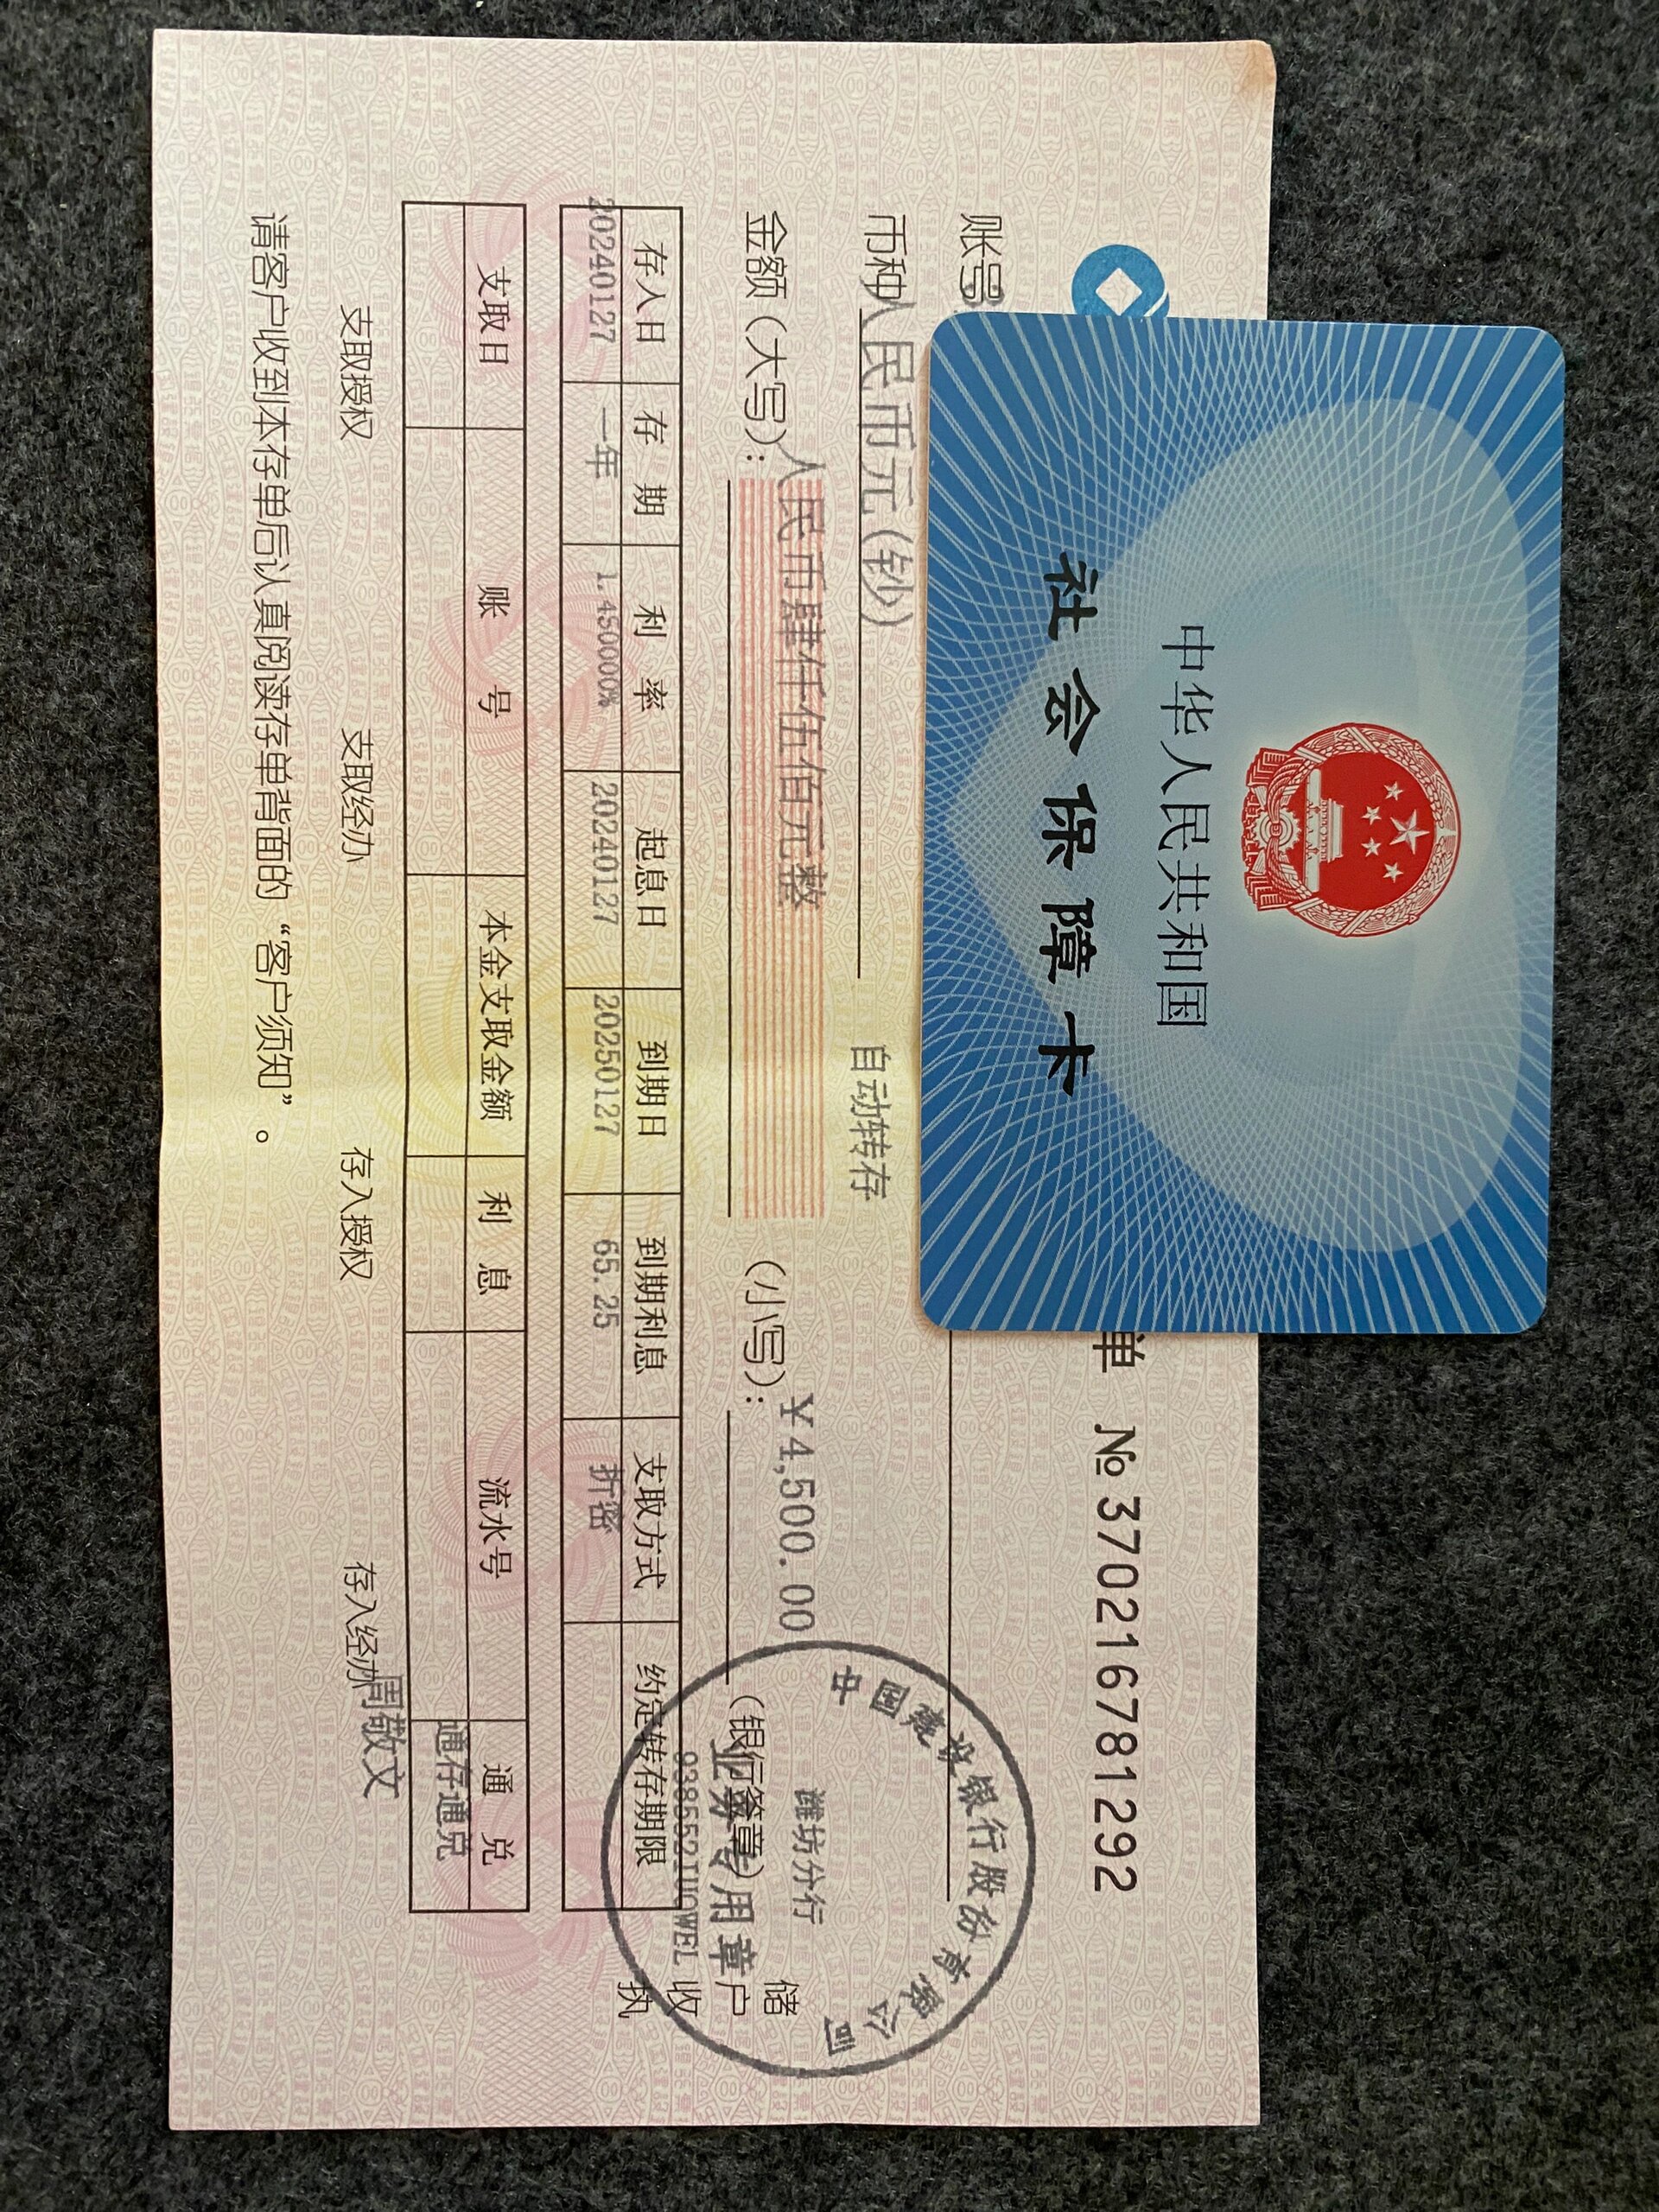 中华人民共和国
社会保障卡
单 № 370216781292
账号
币种 人民币元(钞) 自动转存
金额(大写): 人民币肆仟伍佰元整 (小写): ¥4,500.00 (银行签章)
存入日 存期 利率 起息日 到期日 到期利息 支取方式 约定转存期限
20240127 一年 1.450000% 20240127 20250127 65.25 折密
支取日 账号 本金支取金额 利息 流水号 通兑
通存通兑
支取授权 支取经办 存入授权 存入经办 周敬文
请客户收到本存单后认真阅读存单背面的“客户须知”。
储户收执
中国建设银行股份有限公司
潍坊分行
业务专用章